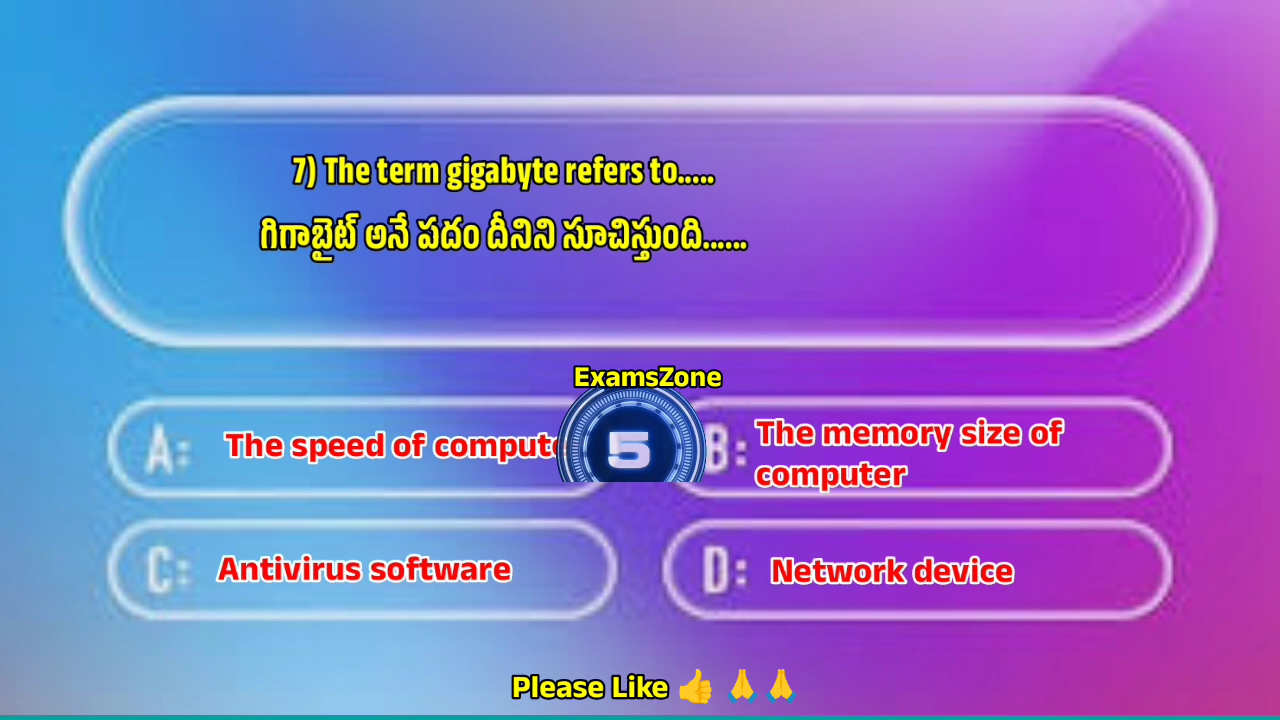 7) The term gigabyte refers to.....
గిగాబైట్ అనే పదం దీనిని సూచిస్తుంది......
ExamsZone
A: The speed of compute
5
B: The memory size of
computer
C: Antivirus software
D: Network device
Please Like 👍 🙏 🙏